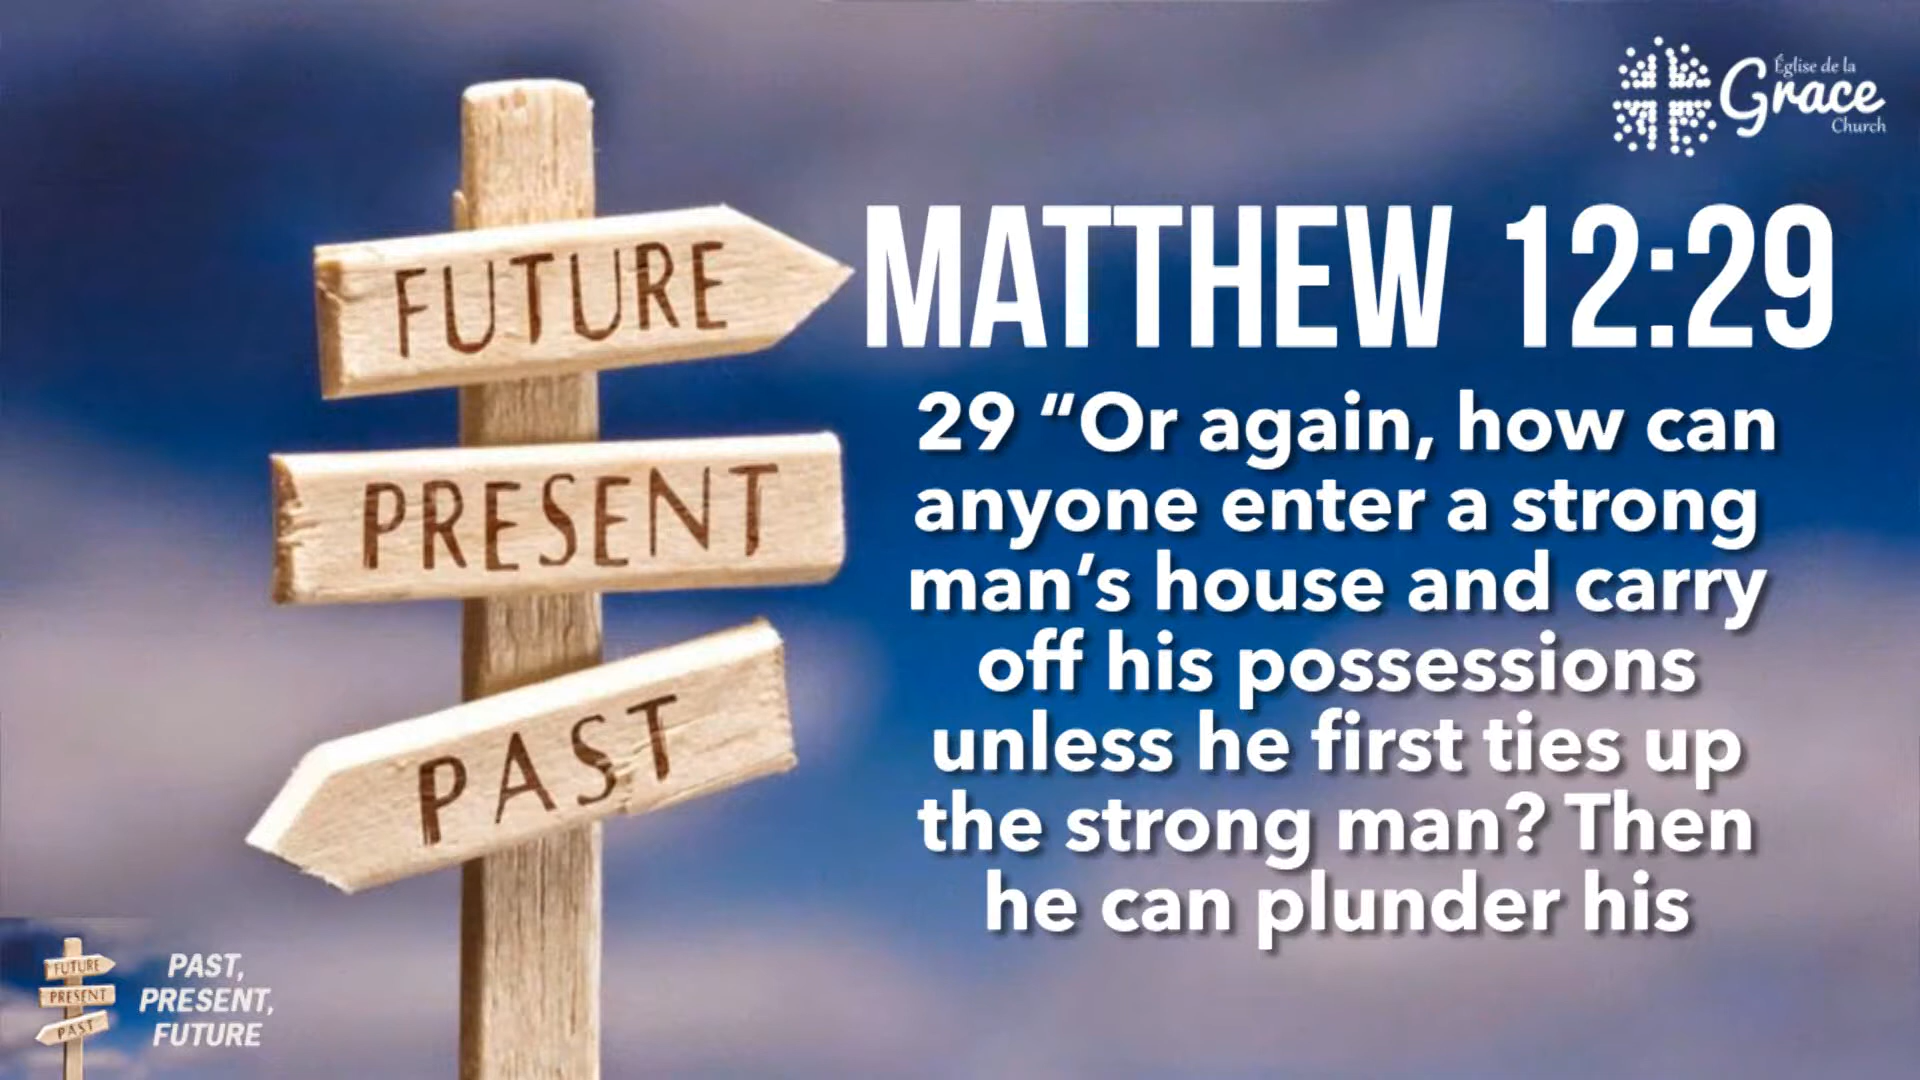 Église de la
Grace
Church
FUTURE
PRESENT
PAST
MATTHEW 12:29
29 “Or again, how can
anyone enter a strong
man’s house and carry
off his possessions
unless he first ties up
the strong man? Then
he can plunder his
FUTURE
PRESENT
PAST
PAST,
PRESENT,
FUTURE